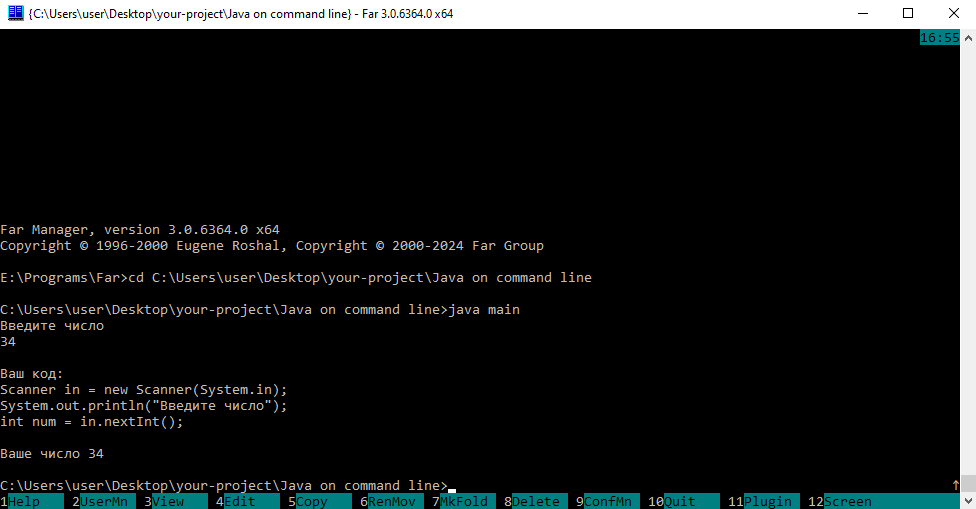 {C:\Users\user\Desktop\your-project\Java on command line} - Far 3.0.6364.0 x64
16:55
Far Manager, version 3.0.6364.0 x64
Copyright © 1996-2000 Eugene Roshal, Copyright © 2000-2024 Far Group
E:\Programs\Far>cd C:\Users\user\Desktop\your-project\Java on command line
C:\Users\user\Desktop\your-project\Java on command line>java main
Введите число
34
Ваш код:
Scanner in = new Scanner(System.in);
System.out.println("Введите число");
int num = in.nextInt();
Ваше число 34
C:\Users\user\Desktop\your-project\Java on command line>
1Help 2UserMn 3View 4Edit 5Copy 6RenMov 7MkFold 8Delete 9ConfMn 10Quit 11Plugin 12Screen